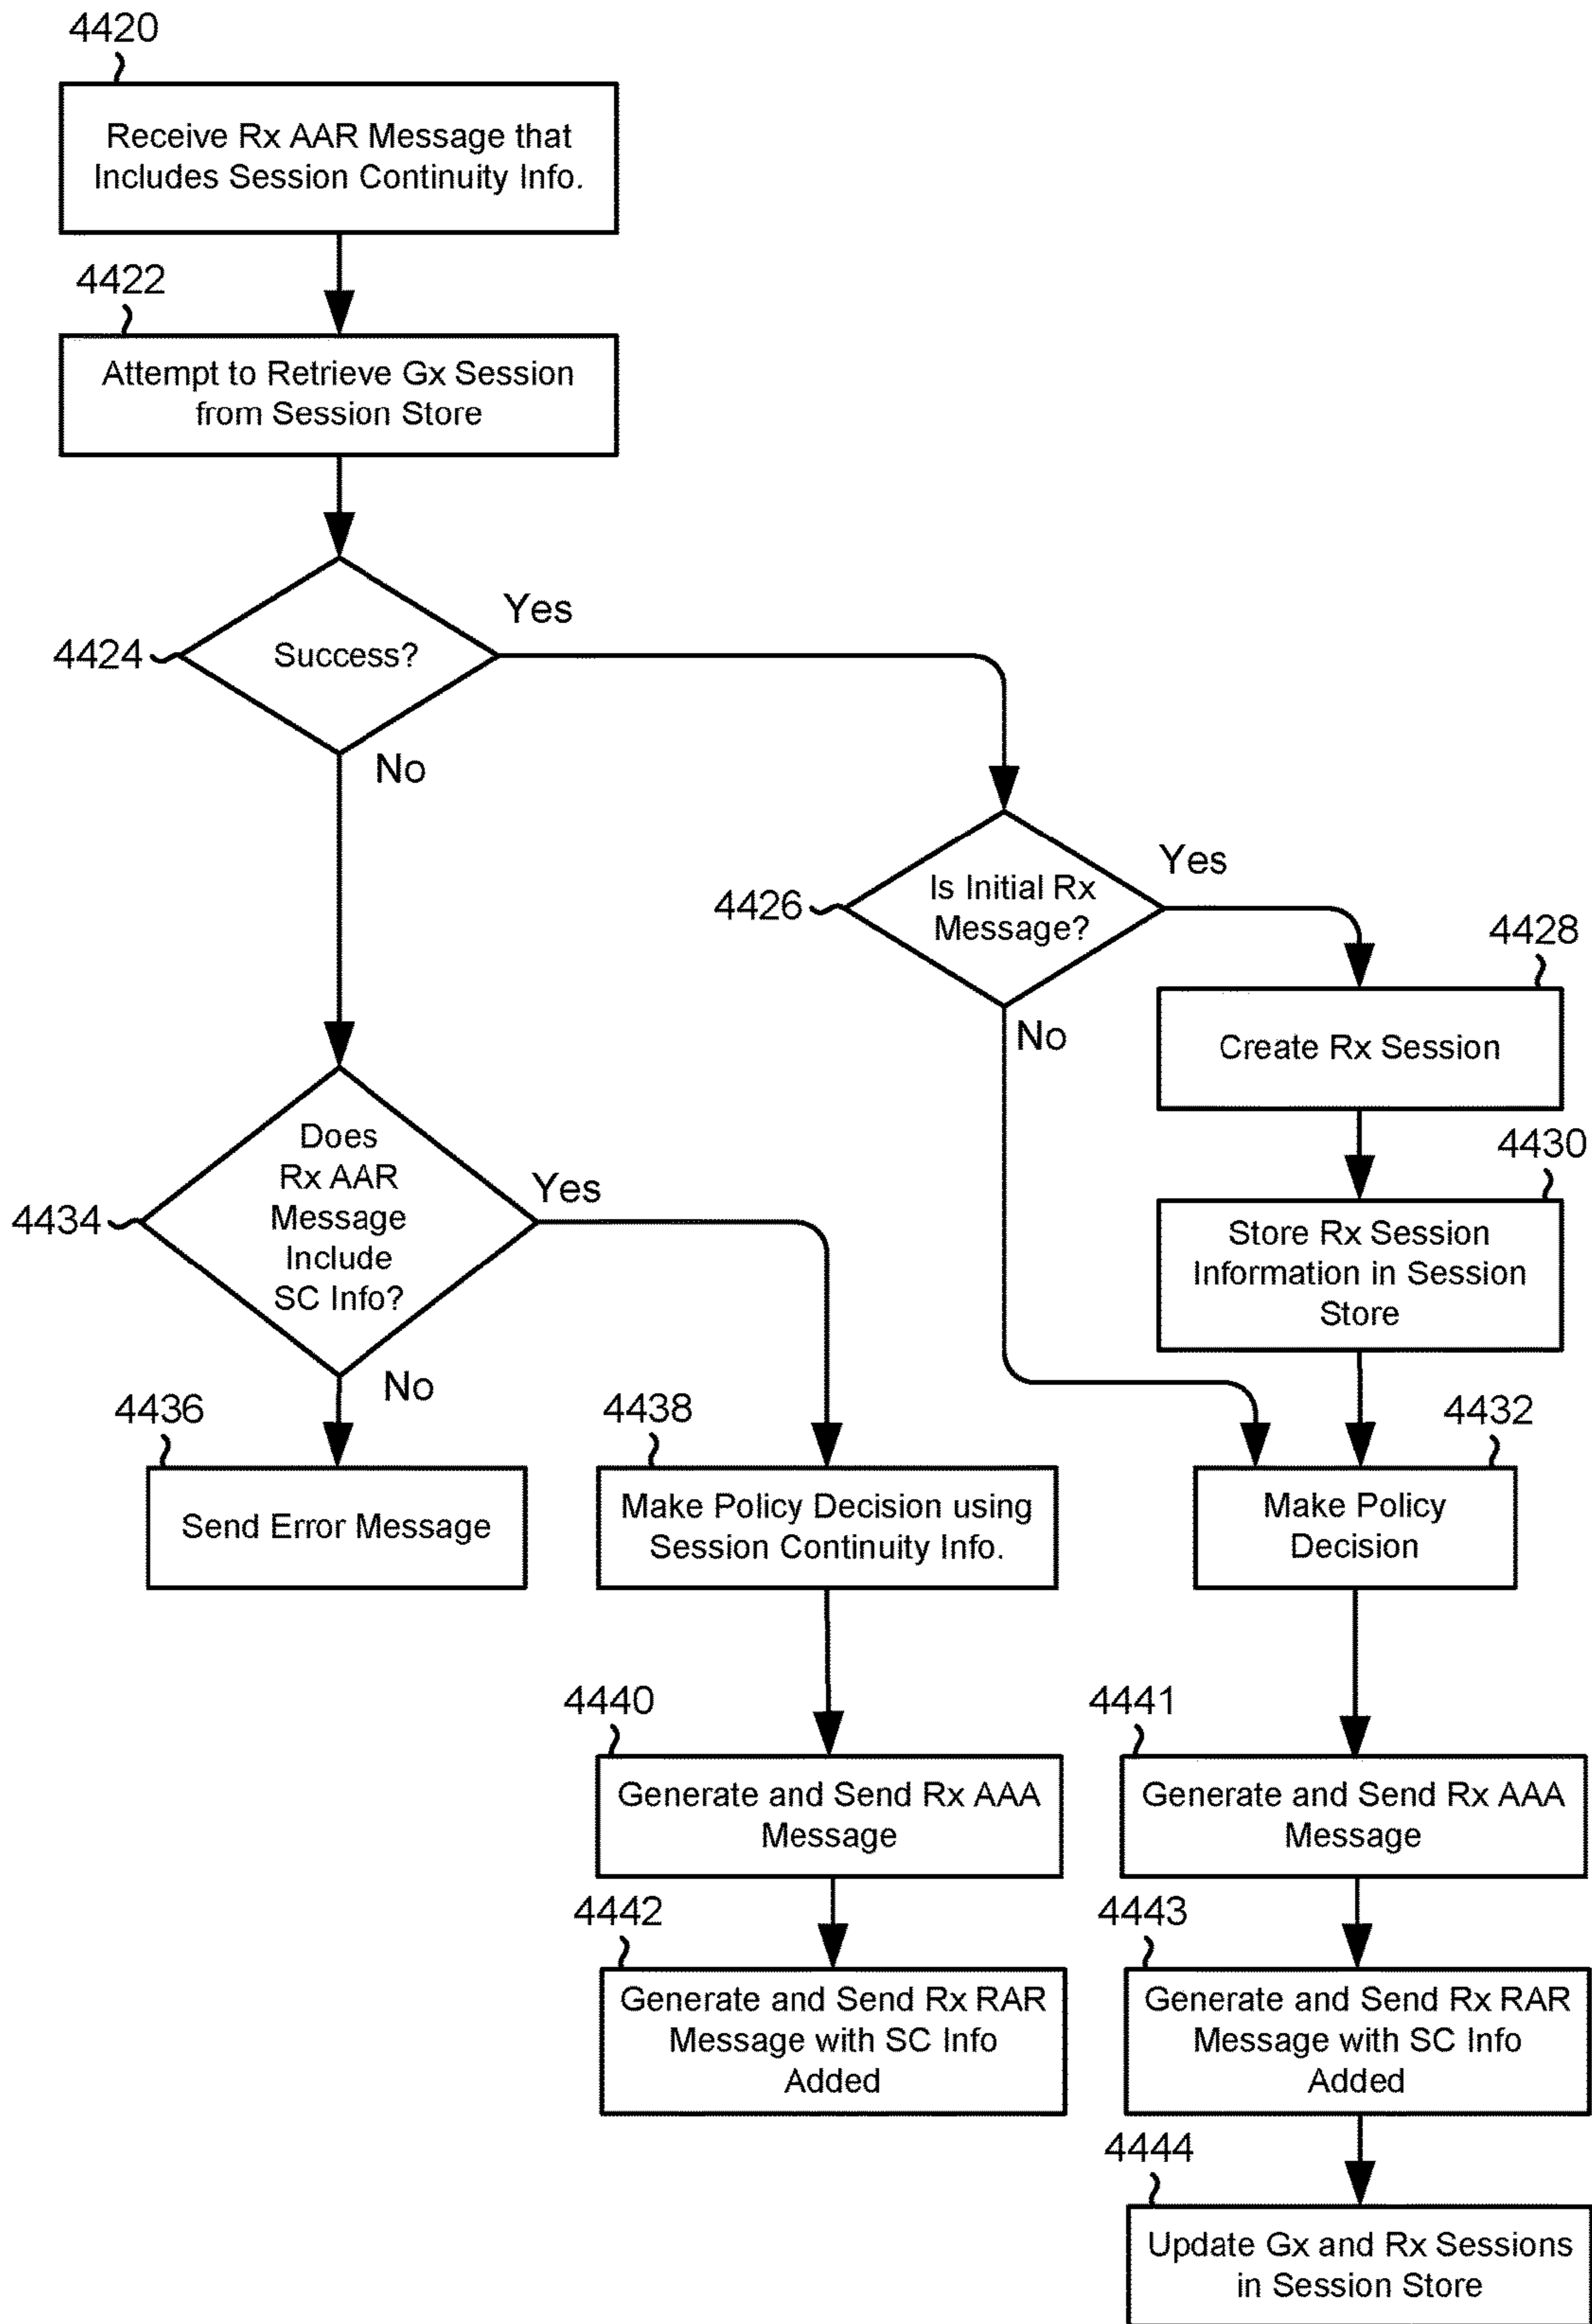 4420
Receive Rx AAR Message that
Includes Session Continuity Info.
4422
Attempt to Retrieve Gx Session
from Session Store
4424
Success?
Yes
No
4426
Is Initial Rx
Message?
Yes
No
4428
Create Rx Session
4430
Store Rx Session
Information in Session
Store
4434
Does
Rx AAR
Message
Include
SC Info?
Yes
No
4436
Send Error Message
4438
Make Policy Decision using
Session Continuity Info.
4432
Make Policy
Decision
4440
Generate and Send Rx AAA
Message
4441
Generate and Send Rx AAA
Message
4442
Generate and Send Rx RAR
Message with SC Info
Added
4443
Generate and Send Rx RAR
Message with SC Info
Added
4444
Update Gx and Rx Sessions
in Session Store